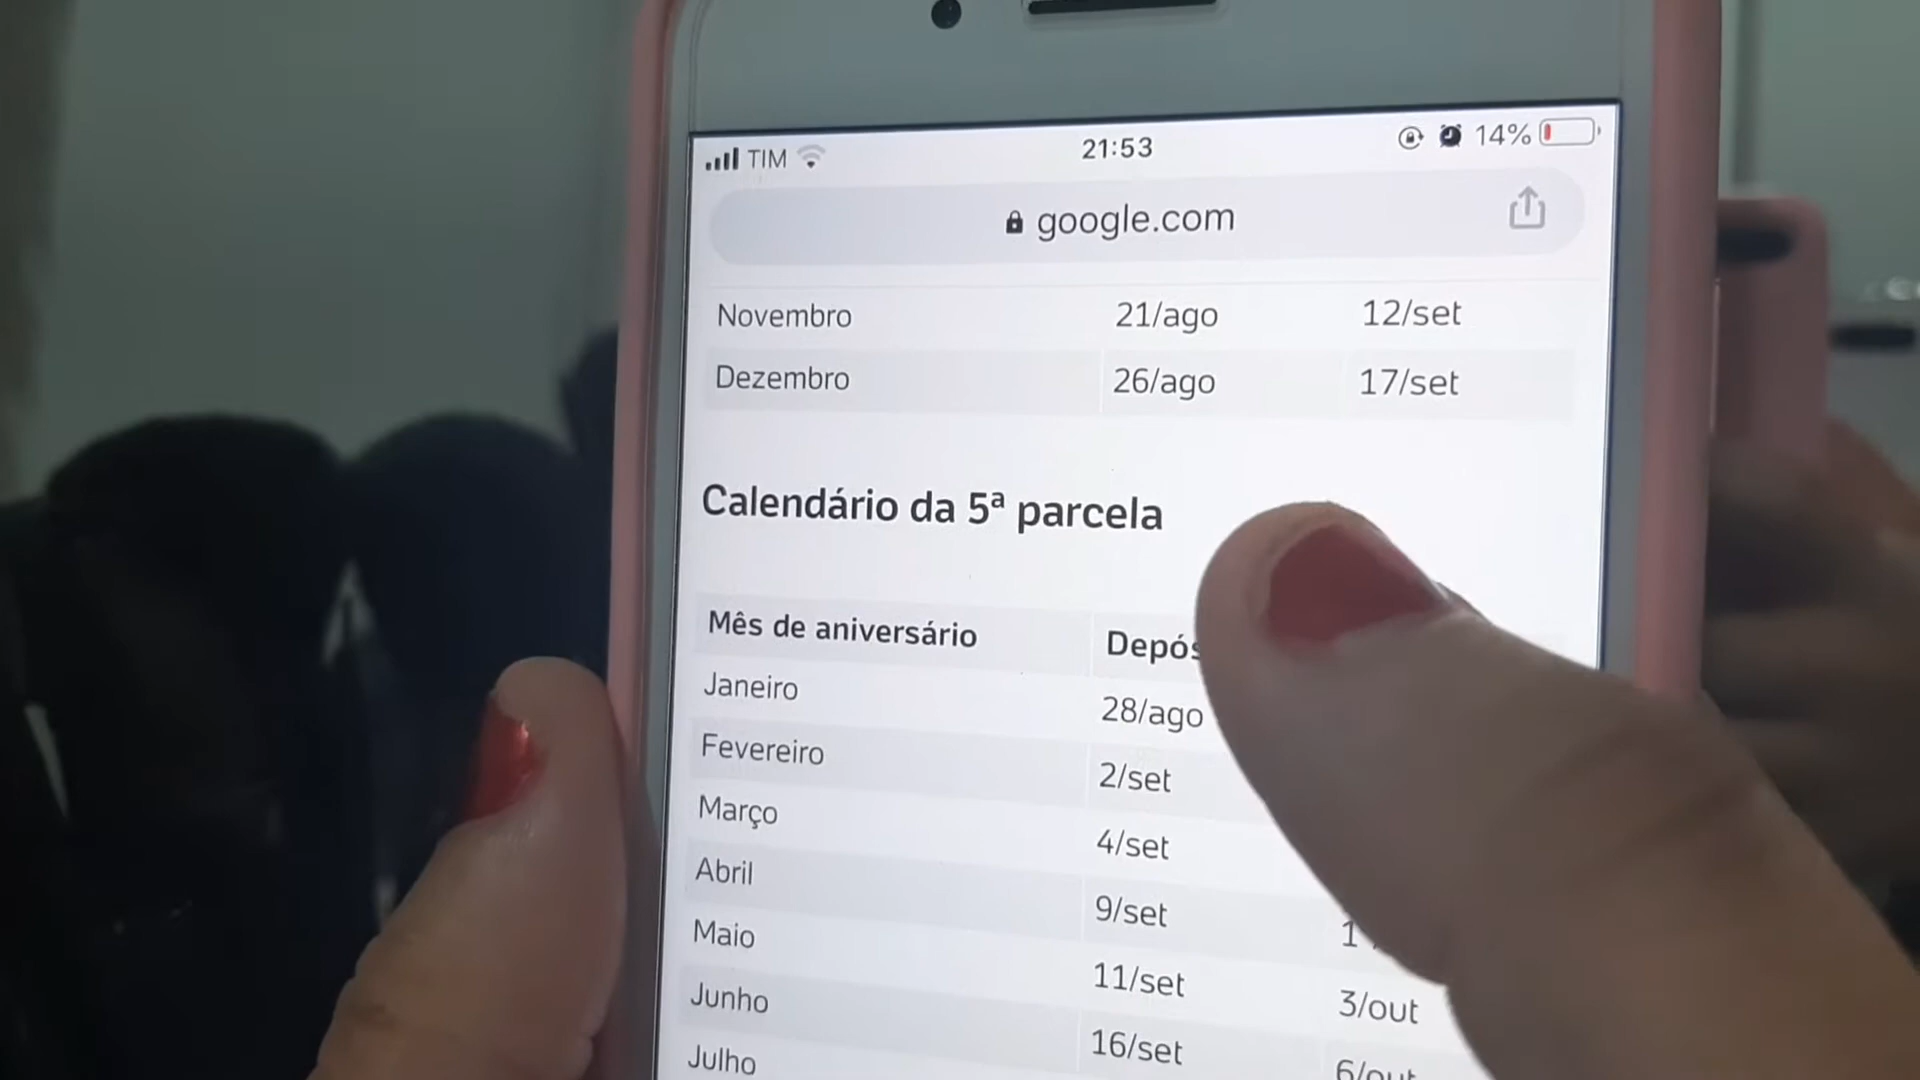 TIM 21:53 14%
google.com
Novembro 21/ago 12/set
Dezembro 26/ago 17/set
Calendário da 5ª parcela
Mês de aniversário
Janeiro 28/ago
Fevereiro 2/set
Março 4/set
Abril 9/set
Maio 11/set
Junho 16/set 3/out
Julho